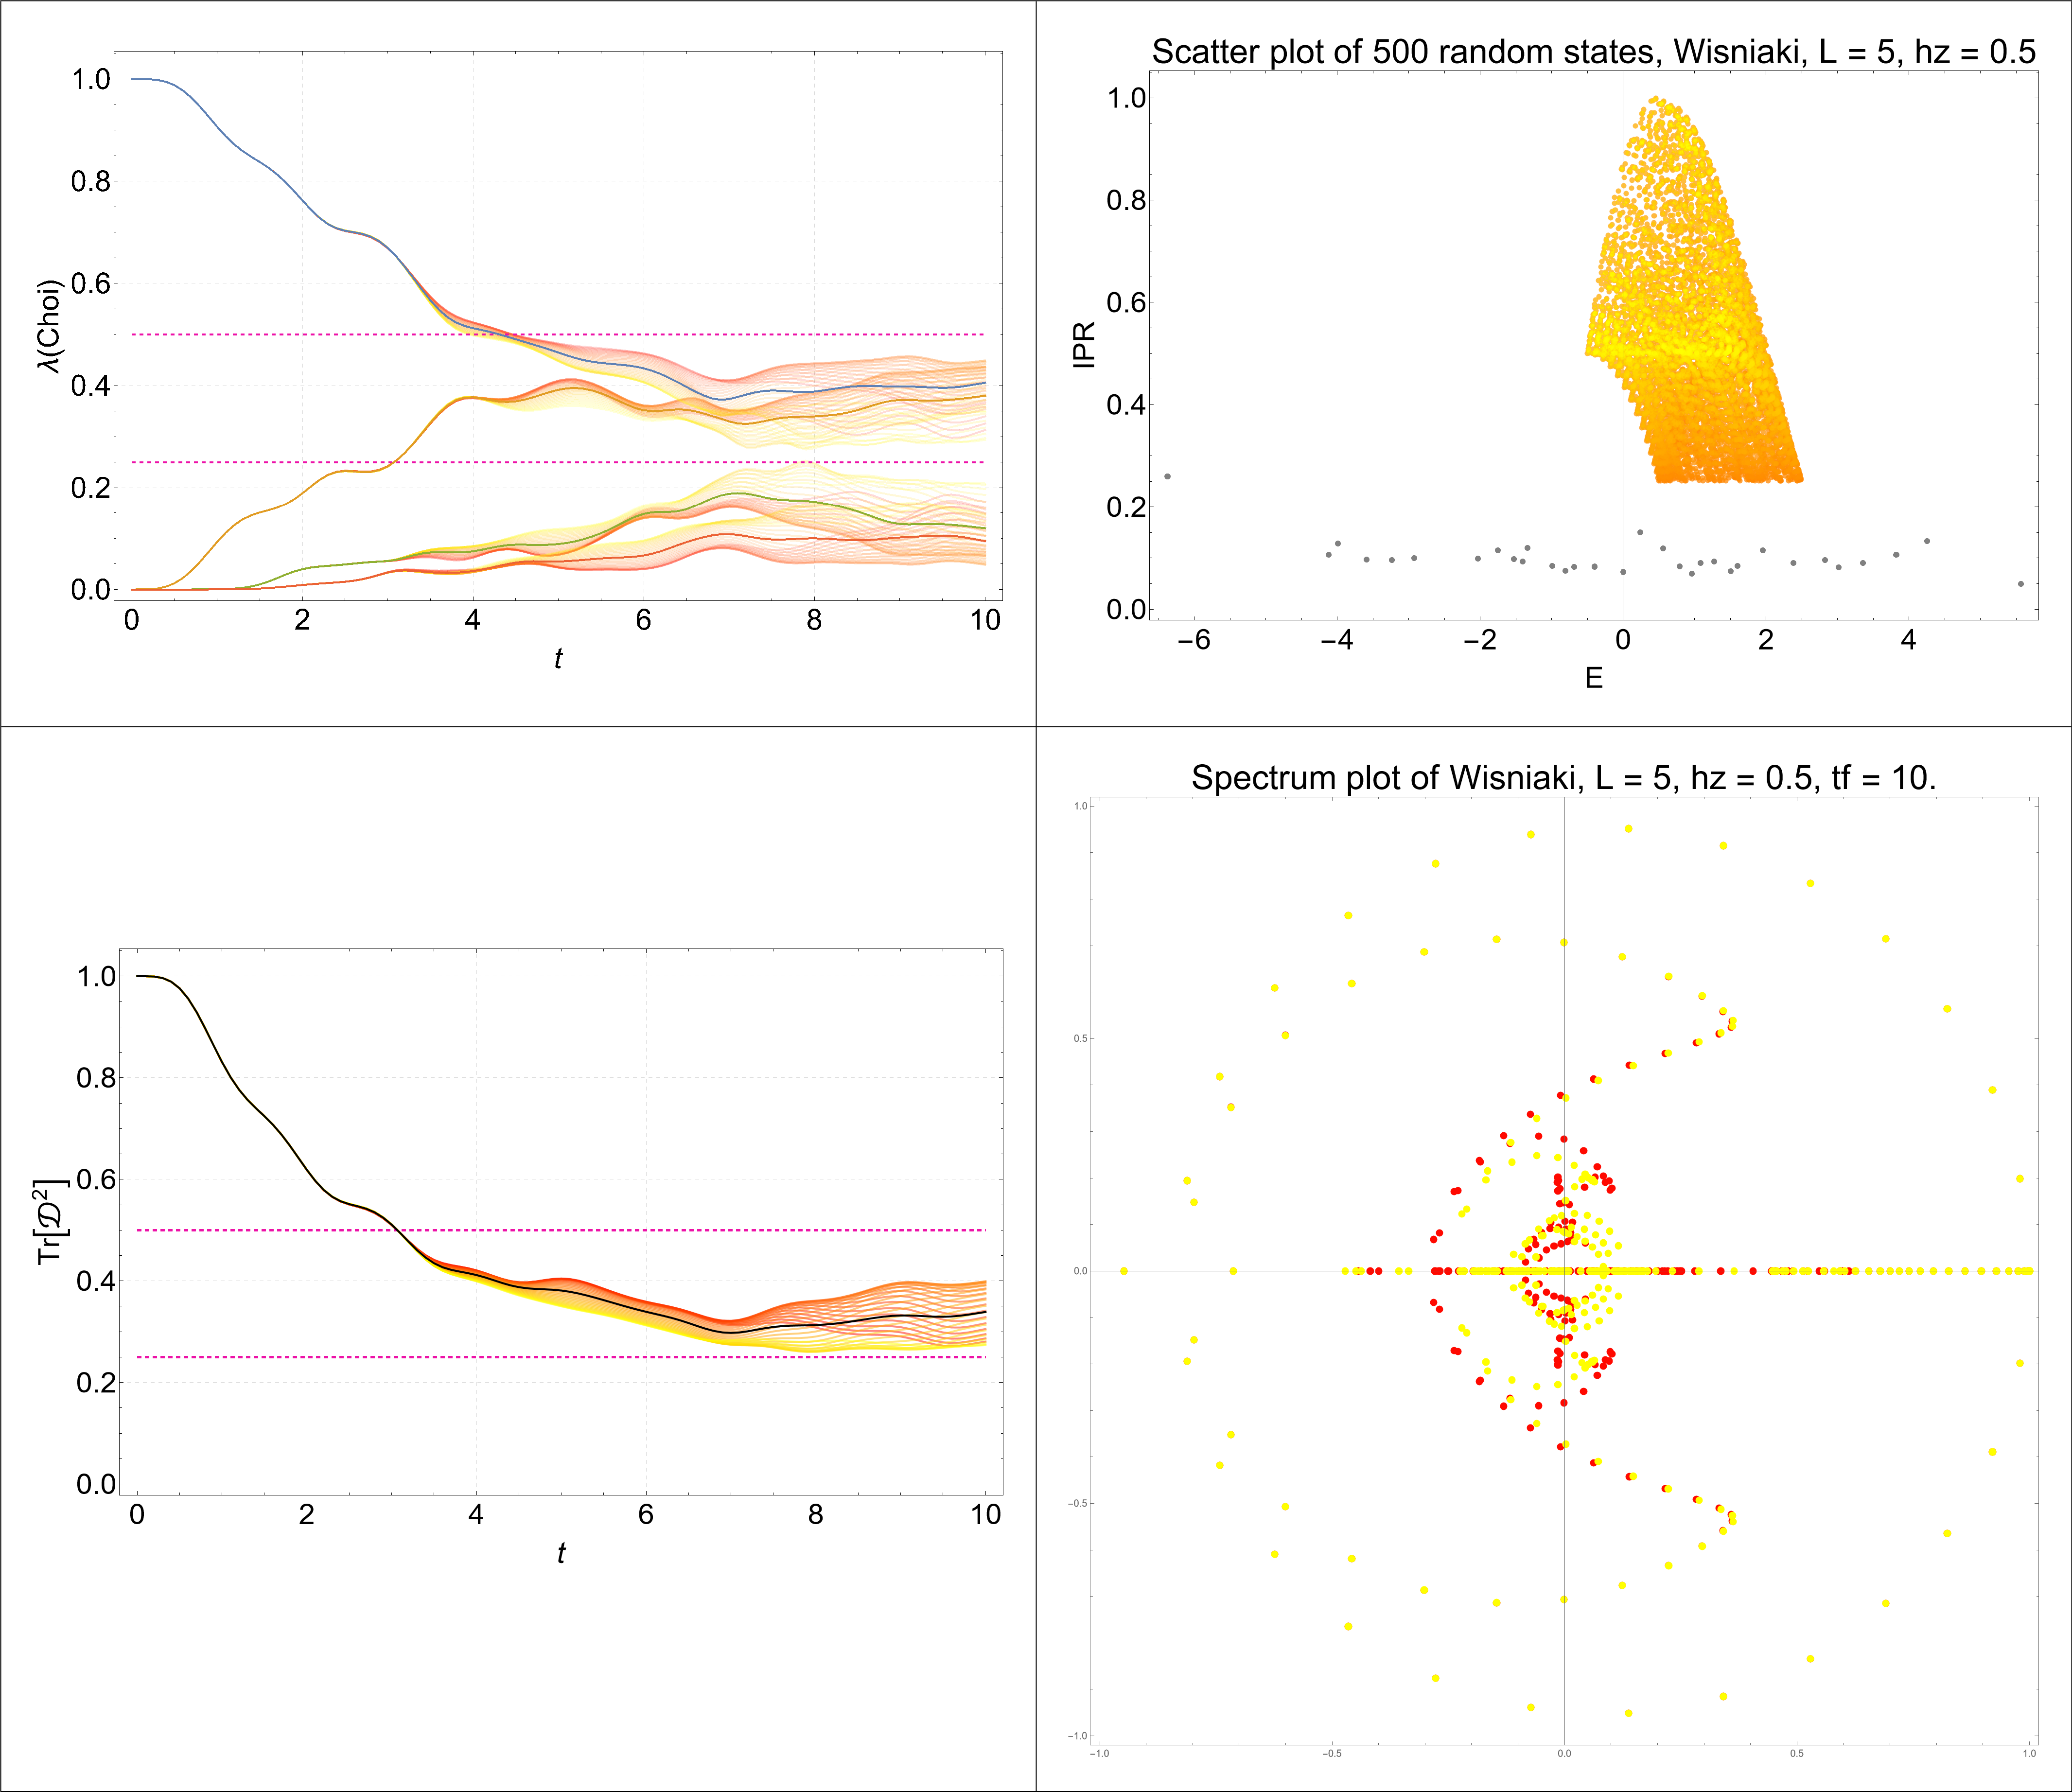 1.0
0.8
0.6
0.4
0.2
0.0
λ(Choi)
0 2 4 6 8 10
t
Scatter plot of 500 random states, Wisniaki, L = 5, hz = 0.5
1.0
0.8
0.6
0.4
0.2
0.0
IPR
−6 −4 −2 0 2 4
E
1.0
0.8
0.6
0.4
0.2
0.0
Tr[𝒟²]
0 2 4 6 8 10
t
Spectrum plot of Wisniaki, L = 5, hz = 0.5, tf = 10.
1.0
0.5
0.0
−0.5
−1.0
−1.0 −0.5 0.0 0.5 1.0